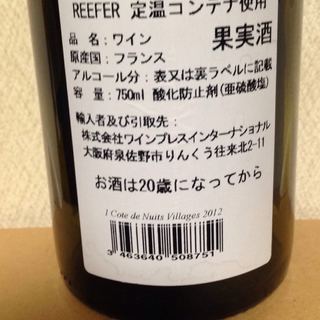 REEFER 定温コンテナ使用
品名：ワイン
果実酒
原産国：フランス
アルコール分：表又は裏ラベルに記載
容 量：750ml 酸化防止剤(亜硫酸塩)
輸入者及び引取先：
株式会社ワインプレスインターナショナル
大阪府泉佐野市りんくう往来北2-11
お酒は20歳になってから
1 Cote de Nuits Villages 2012
3 463640 508751